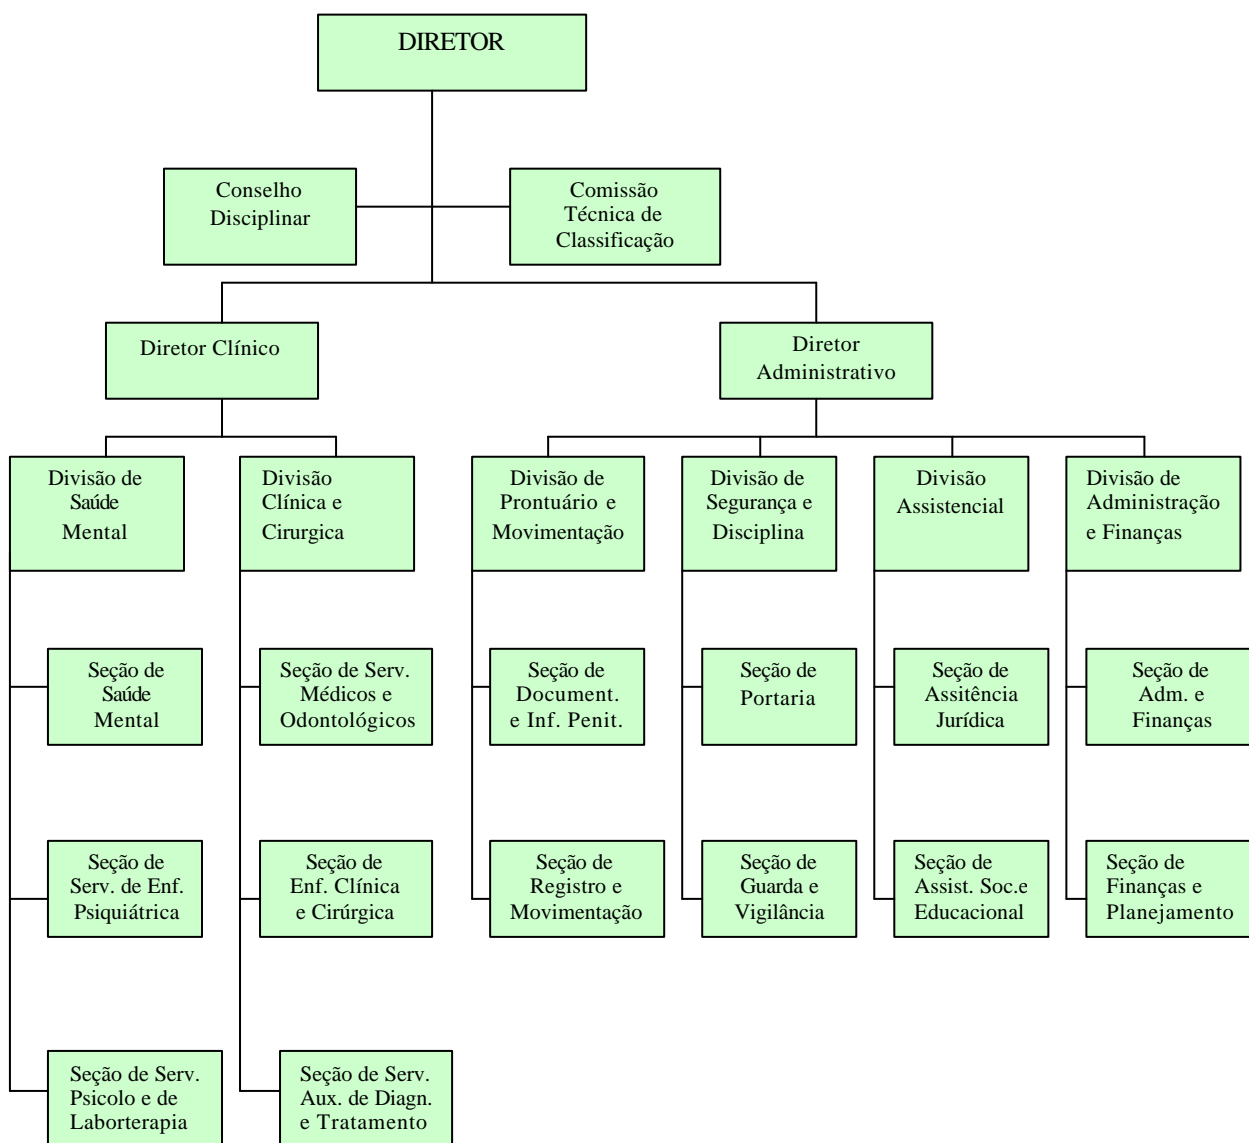 DIRETOR
Conselho
Disciplinar
Comissão
Técnica de
Classificação
Diretor Clínico
Diretor
Administrativo
Divisão de
Saúde
Mental
Divisão
Clínica e
Cirurgica
Divisão de
Prontuário e
Movimentação
Divisão de
Segurança e
Disciplina
Divisão
Assistencial
Divisão de
Administração
e Finanças
Seção de
Saúde
Mental
Seção de Serv.
Médicos e
Odontológicos
Seção de
Document.
e Inf. Penit.
Seção de
Portaria
Seção de
Assitência
Jurídica
Seção de
Adm. e
Finanças
Seção de
Serv. de Enf.
Psiquiátrica
Seção de
Enf. Clínica
e Cirúrgica
Seção de
Registro e
Movimentação
Seção de
Guarda e
Vigilância
Seção de
Assist. Soc.e
Educacional
Seção de
Finanças e
Planejamento
Seção de Serv.
Psicolo e de
Laborterapia
Seção de Serv.
Aux. de Diagn.
e Tratamento